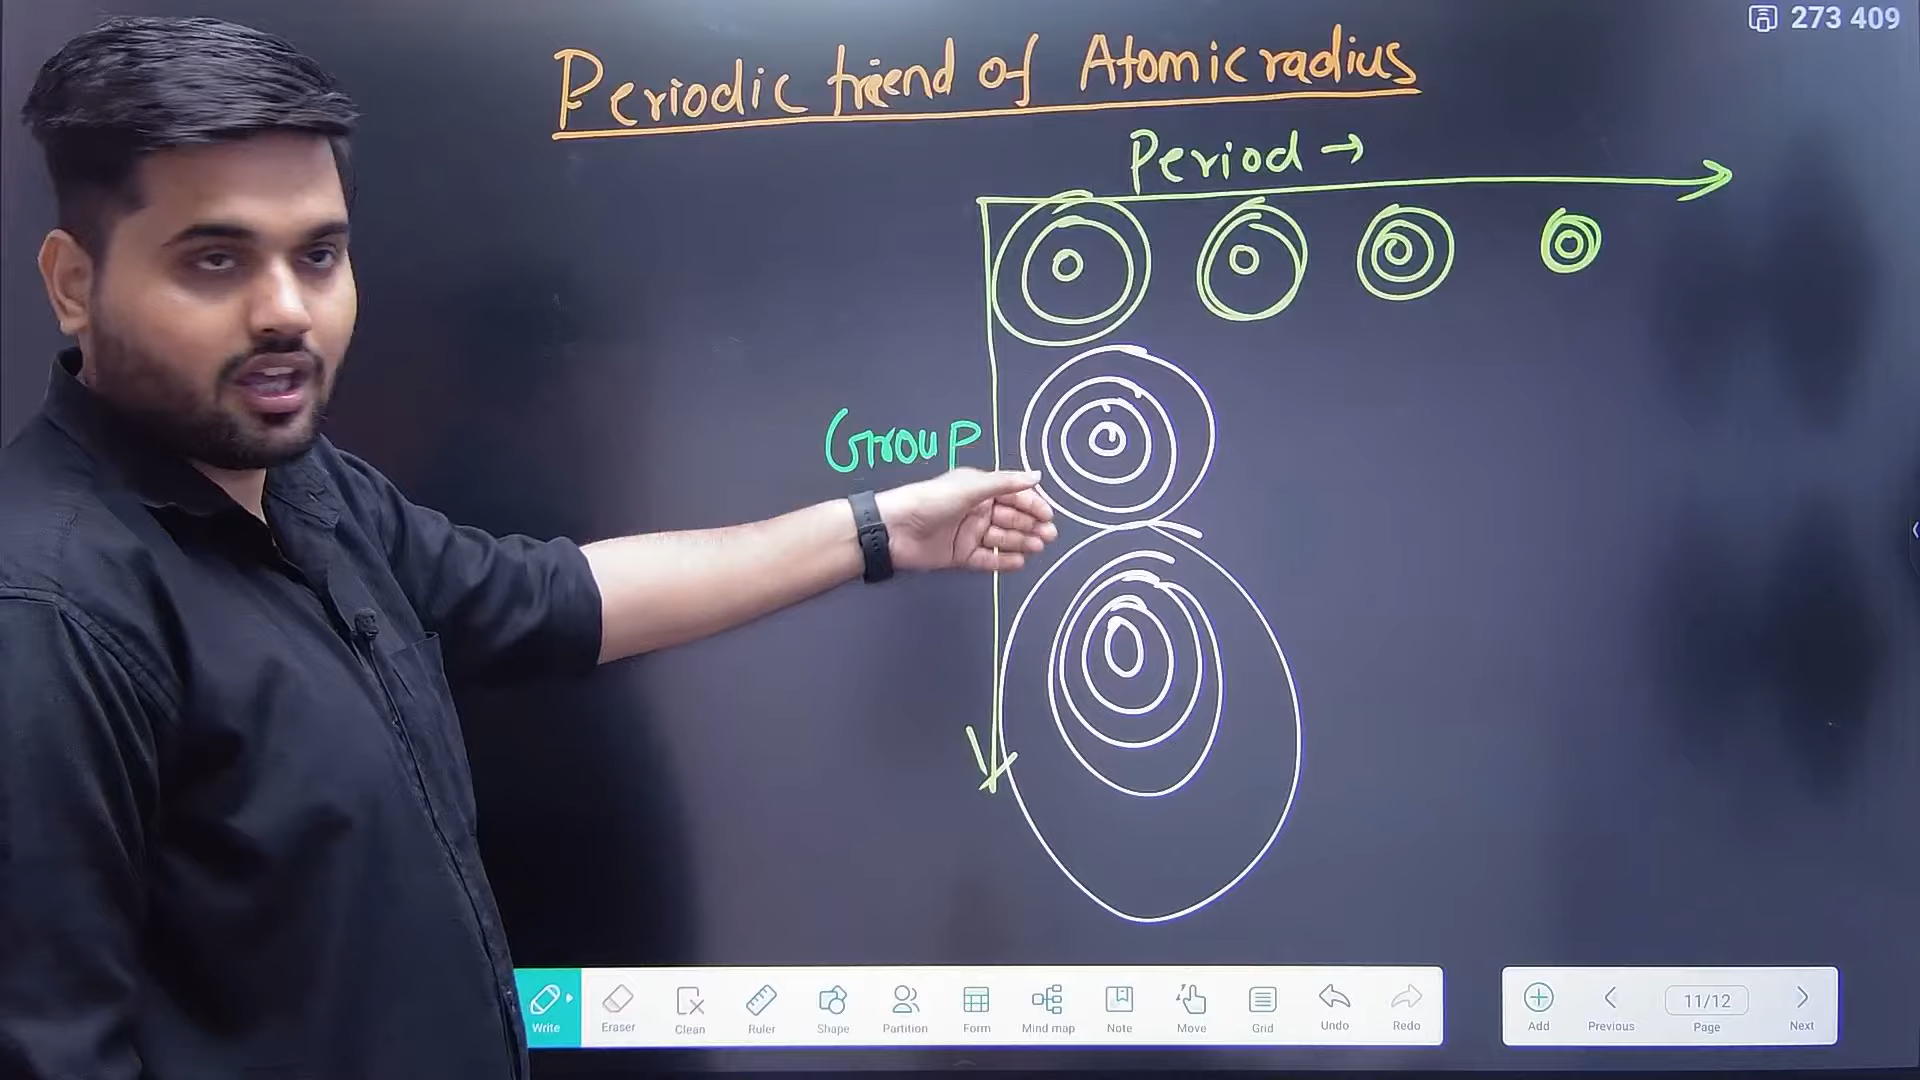 273 409
Periodic trend of Atomic radius
Period →
Group
Write
Eraser
Clean
Ruler
Shape
Partition
Form
Mind map
Note
Move
Grid
Undo
Redo
Add
Previous
11/12
Page
Next